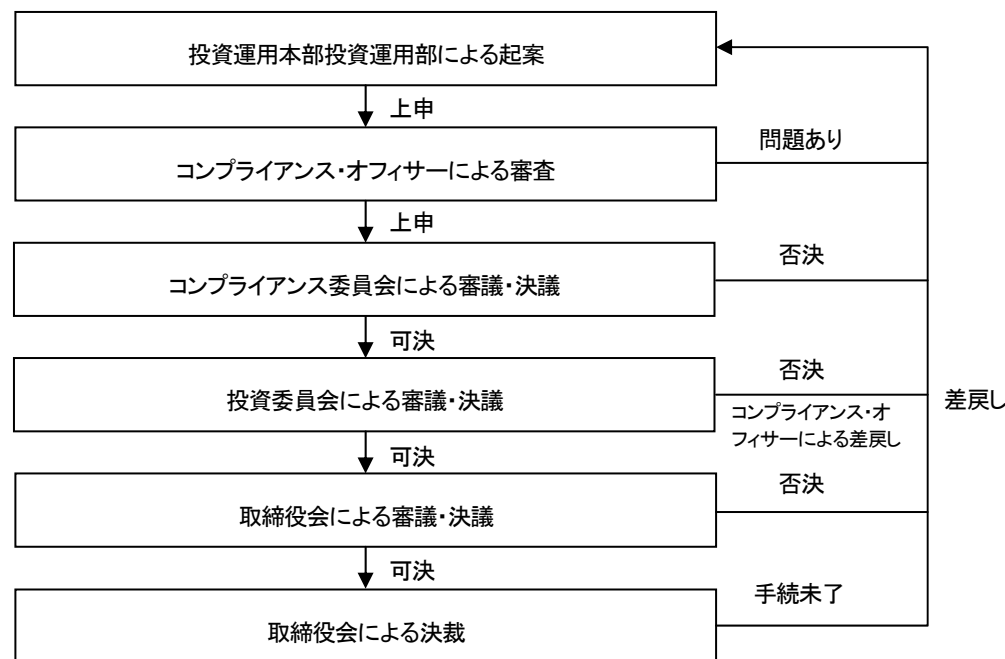 投資運用本部投資運用部による起案
上申
コンプライアンス・オフィサーによる審査
問題あり
上申
コンプライアンス委員会による審議・決議
否決
可決
投資委員会による審議・決議
否決
コンプライアンス・オ
フィサーによる差戻し
差戻し
可決
取締役会による審議・決議
否決
可決
取締役会による決裁
手続未了